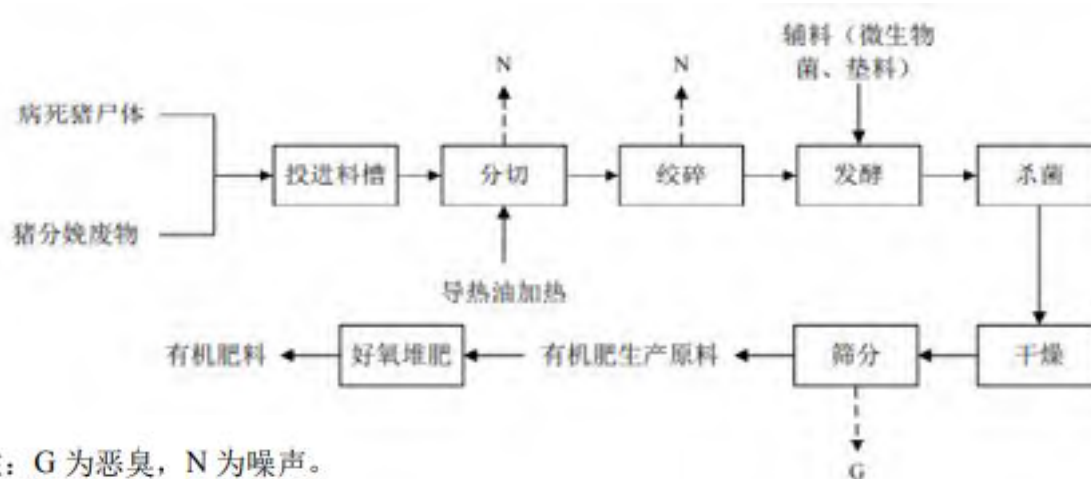 辅料（微生物
菌、垫料）
N
N
病死猪尸体
投进料槽
分切
绞碎
发酵
杀菌
猪分娩废物
导热油加热
有机肥料
好氧堆肥
有机肥生产原料
筛分
干燥
：G 为恶臭，N 为噪声。
G